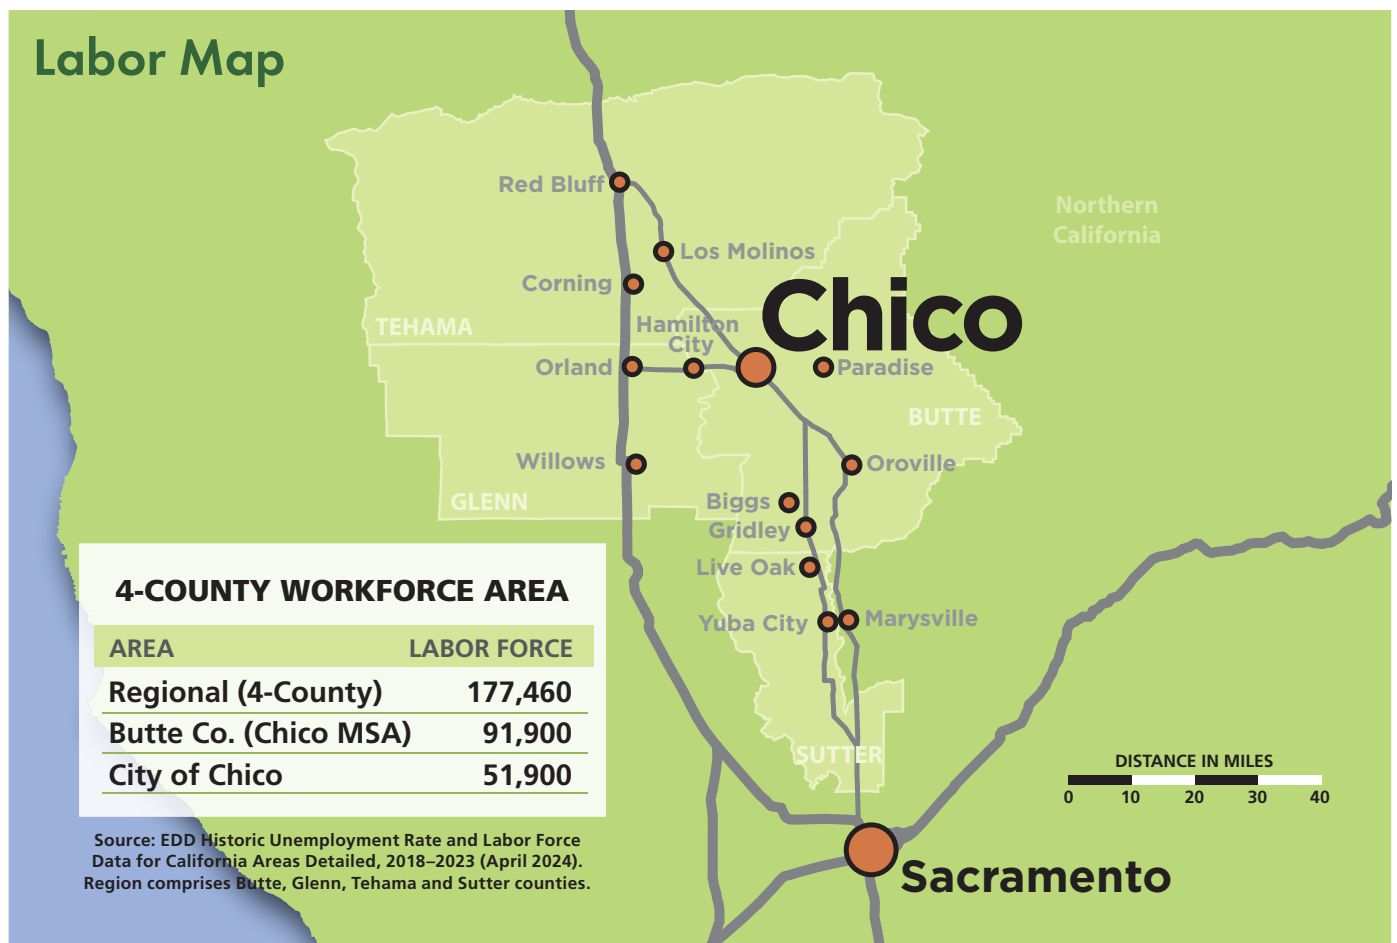 Labor Map
Northern
California
Red Bluff
Los Molinos
Corning
Chico
TEHAMA
Hamilton
City
Orland
Paradise
BUTTE
Willows
Oroville
GLENN
Biggs
Gridley
Live Oak
Yuba City
Marysville
SUTTER
4-COUNTY WORKFORCE AREA
AREA LABOR FORCE
Regional (4-County) 177,460
Butte Co. (Chico MSA) 91,900
City of Chico 51,900
Source: EDD Historic Unemployment Rate and Labor Force
Data for California Areas Detailed, 2018–2023 (April 2024).
Region comprises Butte, Glenn, Tehama and Sutter counties.
DISTANCE IN MILES
0 10 20 30 40
Sacramento